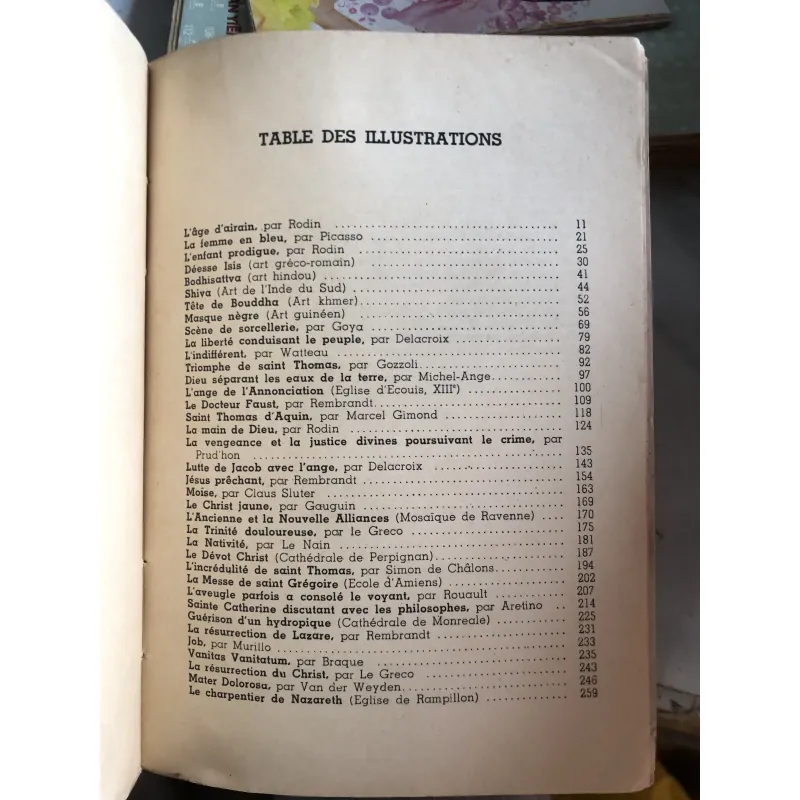 TABLE DES ILLUSTRATIONS
L'âge d'airain, par Rodin .......... 11
La femme en bleu, par Picasso .......... 21
L'enfant prodigue, par Rodin .......... 25
Déesse Isis (art gréco-romain) .......... 30
Bodhisattva (art hindou) .......... 41
Shiva (Art de l'Inde du Sud) .......... 44
Tête de Bouddha (Art khmer) .......... 52
Masque nègre (Art guinéen) .......... 56
Scène de sorcellerie, par Goya .......... 69
La liberté conduisant le peuple, par Delacroix .......... 79
L'indifférent, par Watteau .......... 82
Triomphe de saint Thomas, par Gozzoli .......... 92
Dieu séparant les eaux de la terre, par Michel-Ange .......... 97
L'ange de l'Annonciation (Eglise d'Ecouis, XIIIe) .......... 100
Le Docteur Faust, par Rembrandt .......... 109
Saint Thomas d'Aquin, par Marcel Gimond .......... 118
La main de Dieu, par Rodin .......... 124
La vengeance et la justice divines poursuivant le crime, par
Prud'hon .......... 135
Lutte de Jacob avec l'ange, par Delacroix .......... 143
Jésus prêchant, par Rembrandt .......... 154
Moïse, par Claus Sluter .......... 163
Le Christ jaune, par Gauguin .......... 169
L'Ancienne et la Nouvelle Alliances (Mosaïque de Ravenne) .... 170
La Trinité douloureuse, par le Greco .......... 175
La Nativité, par Le Nain .......... 181
Le Dévot Christ (Cathédrale de Perpignan) .......... 187
L'incrédulité de saint Thomas, par Simon de Châlons .......... 194
La Messe de saint Grégoire (Ecole d'Amiens) .......... 202
L'aveugle parfois a consolé le voyant, par Rouault .......... 207
Sainte Catherine discutant avec les philosophes, par Aretino .. 214
Guérison d'un hydropique (Cathédrale de Monreale) .......... 225
La résurrection de Lazare, par Rembrandt .......... 231
Job, par Murillo .......... 233
Vanitas Vanitatum, par Braque .......... 235
La résurrection du Christ, par Le Greco .......... 243
Mater Dolorosa, par Van der Weyden .......... 246
Le charpentier de Nazareth (Eglise de Rampillon) .......... 259